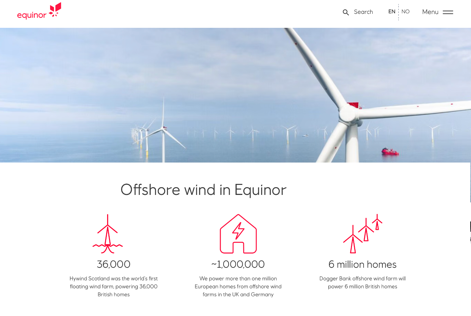 equinor
Search
EN
NO
Menu
Offshore wind in Equinor
36,000
Hywind Scotland was the world's first
floating wind farm, powering 36,000
British homes
~1,000,000
We power more than one million
European homes from offshore wind
farms in the UK and Germany
6 million homes
Dogger Bank offshore wind farm will
power 6 million British homes